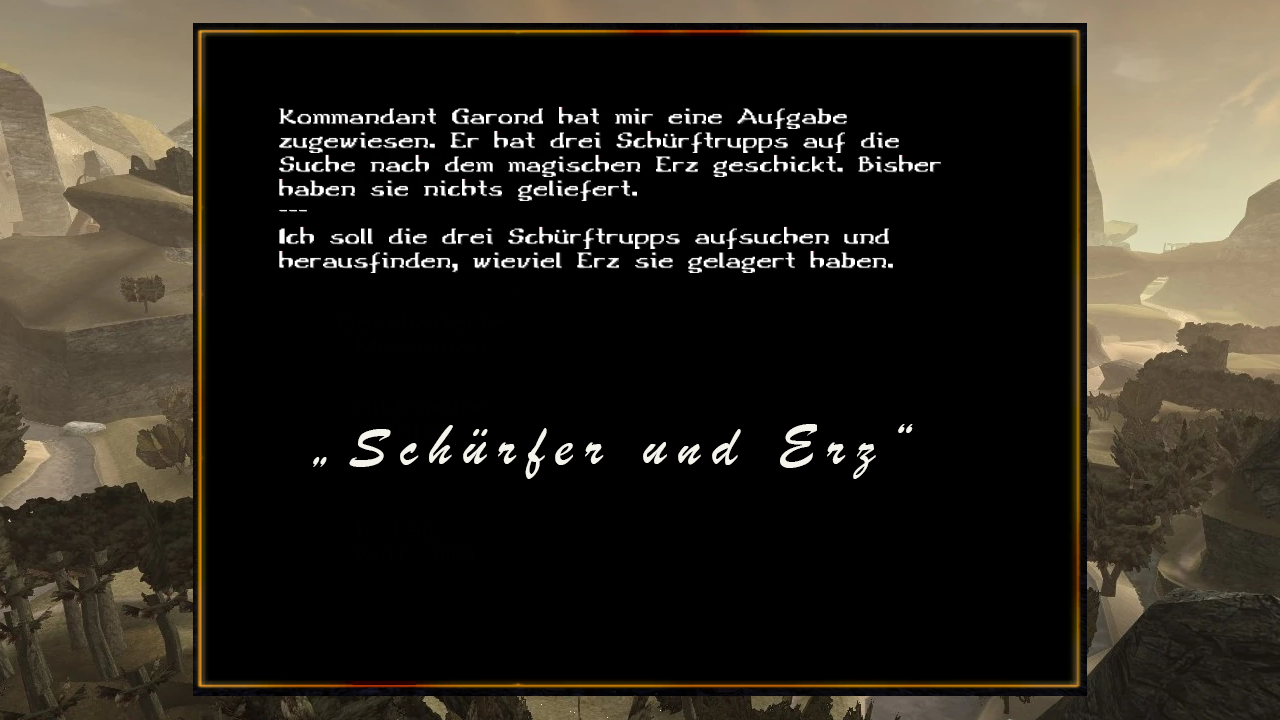 Kommandant Garond hat mir eine Aufgabe
zugewiesen. Er hat drei Schürftrupps auf die
Suche nach dem magischen Erz geschickt. Bisher
haben sie nichts geliefert.
---
Ich soll die drei Schürftrupps aufsuchen und
herausfinden, wieviel Erz sie gelagert haben.
„Schürfer und Erz“